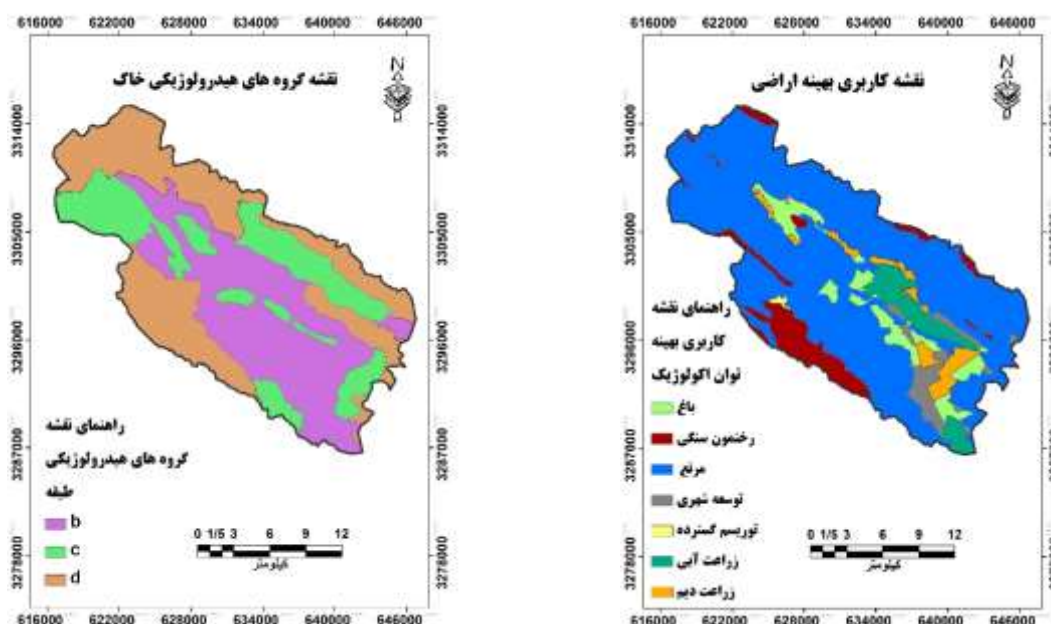 616000 622000 628000 634000 640000 646000
N
نقشه گروه های هیدرولوژیکی خاک
3314000
3305000
3296000
3287000
3278000
راهنمای نقشه
گروه های هیدرولوژیکی
طبقه
b
c
d
0 1/5 3 6 9 12
کیلومتر
616000 622000 628000 634000 640000 646000
616000 622000 628000 634000 640000 646000
N
نقشه کاربری بهینه اراضی
3314000
3305000
3296000
3287000
3278000
راهنمای نقشه
کاربری بهینه
توان اکولوژیک
باغ
رخنمون سنگی
مرتع
توسعه شهری
توریسم گسترده
زراعت آبی
زراعت دیم
0 1/5 3 6 9 12
کیلومتر
616000 622000 628000 634000 640000 646000